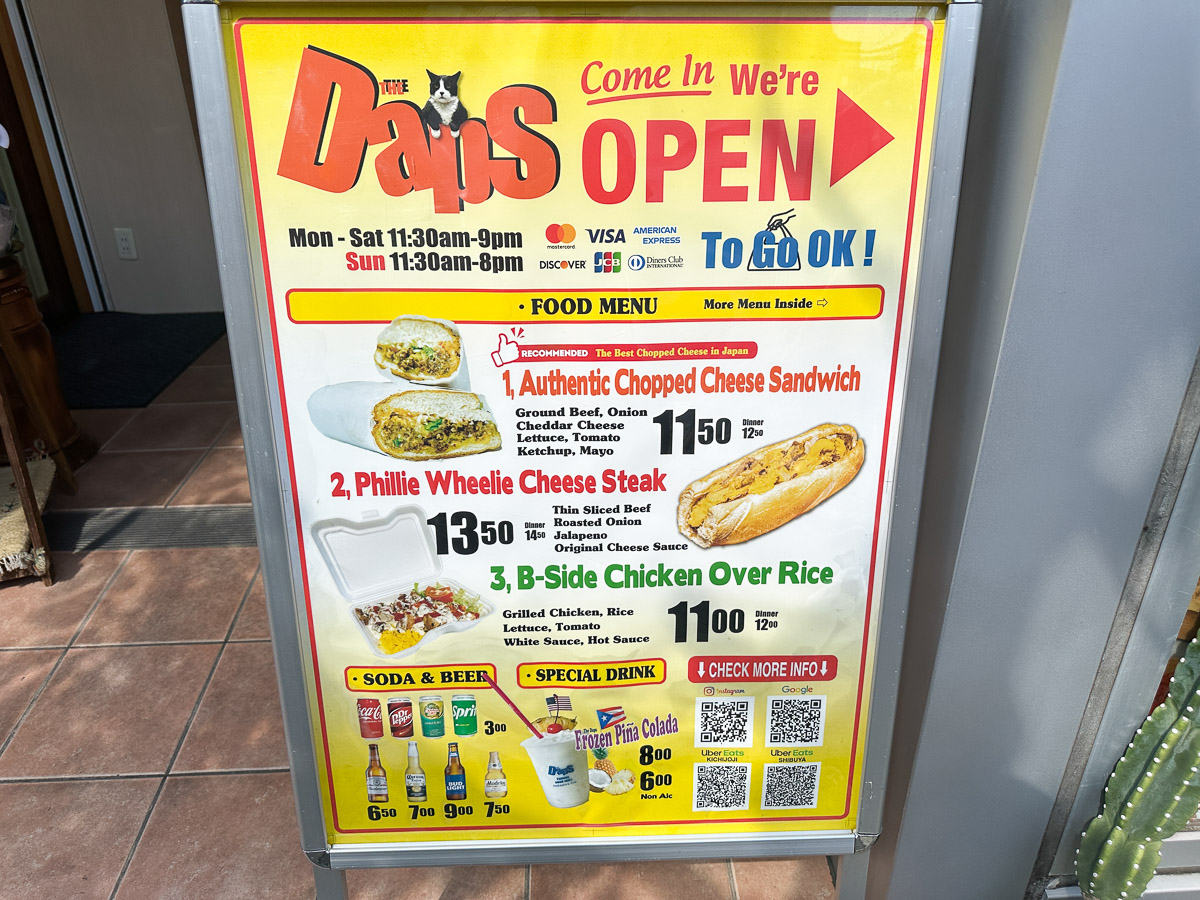 THE
Daps
Come In We're
OPEN
Mon - Sat 11:30am-9pm
Sun 11:30am-8pm
mastercard VISA AMERICAN EXPRESS
DISCOVER JCB Diners Club INTERNATIONAL
To Go OK !
· FOOD MENU More Menu Inside ⇨
RECOMMENDED The Best Chopped Cheese in Japan
1, Authentic Chopped Cheese Sandwich
Ground Beef, Onion
Cheddar Cheese
Lettuce, Tomato
Ketchup, Mayo
1150 Dinner 1250
2, Phillie Wheelie Cheese Steak
1350 Dinner 1450
Thin Sliced Beef
Roasted Onion
Jalapeno
Original Cheese Sauce
3, B-Side Chicken Over Rice
Grilled Chicken, Rice
Lettuce, Tomato
White Sauce, Hot Sauce
1100 Dinner 1200
· SODA & BEER
Dr Pepper
300
BUD LIGHT
650 700 900 750
· SPECIAL DRINK
The Daps
Frozen Piña Colada
Daps
800
600
Non Alc
↓CHECK MORE INFO↓
Instagram Google
Uber Eats KICHIJOJI
Uber Eats SHIBUYA